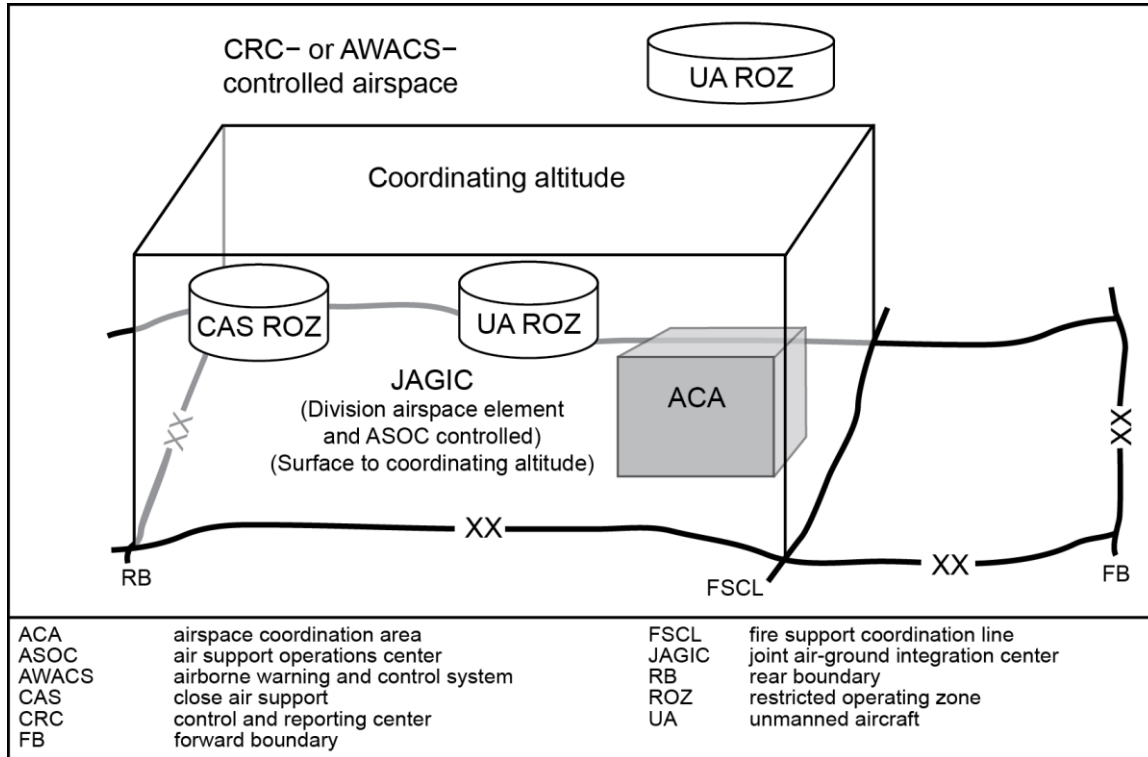 CRC– or AWACS–
controlled airspace
UA ROZ
Coordinating altitude
CAS ROZ
UA ROZ
JAGIC
(Division airspace element
and ASOC controlled)
(Surface to coordinating altitude)
ACA
XX
XX
XX
XX
RB
FSCL
FB
ACA airspace coordination area
ASOC air support operations center
AWACS airborne warning and control system
CAS close air support
CRC control and reporting center
FB forward boundary
FSCL fire support coordination line
JAGIC joint air-ground integration center
RB rear boundary
ROZ restricted operating zone
UA unmanned aircraft